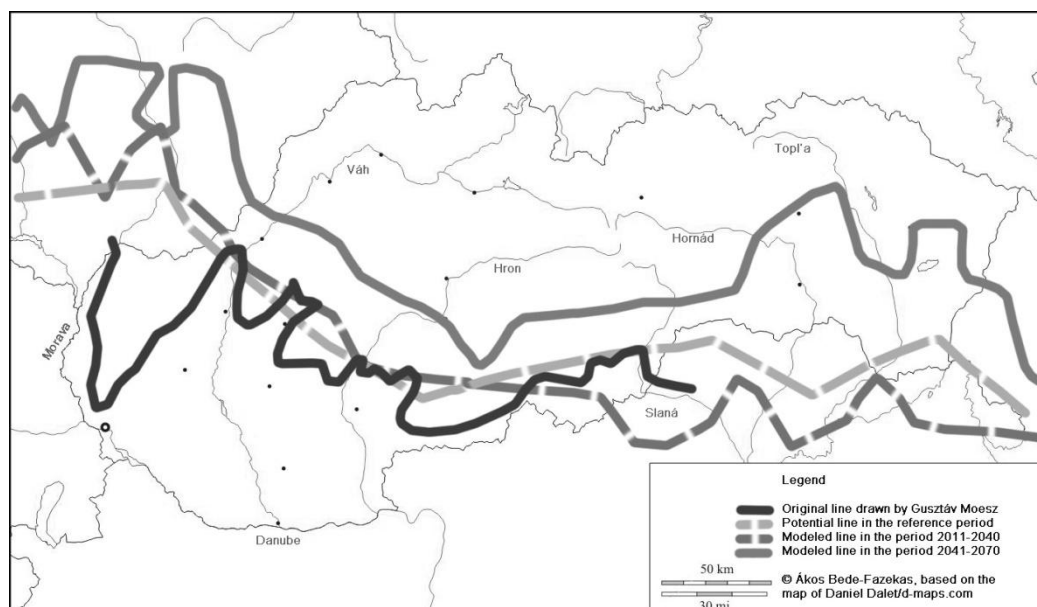 Topl'a
Váh
Hornád
Hron
Morava
Slaná
Danube
Legend
Original line drawn by Gusztáv Moesz
Potential line in the reference period
Modeled line in the period 2011-2040
Modeled line in the period 2041-2070
50 km
30 mi
© Ákos Bede-Fazekas, based on the
map of Daniel Dalet/d-maps.com